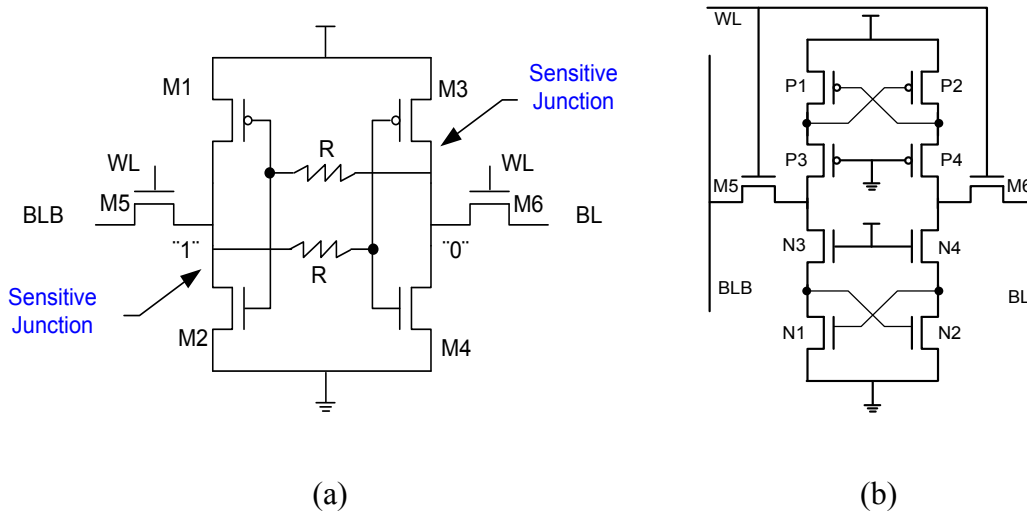 M1
M3
Sensitive
Junction
R
WL
WL
M5
M6
BLB
BL
"1"
"0"
R
Sensitive
Junction
M2
M4
(a)
WL
P1
P2
P3
P4
M5
M6
N3
N4
BLB
BL
N1
N2
(b)